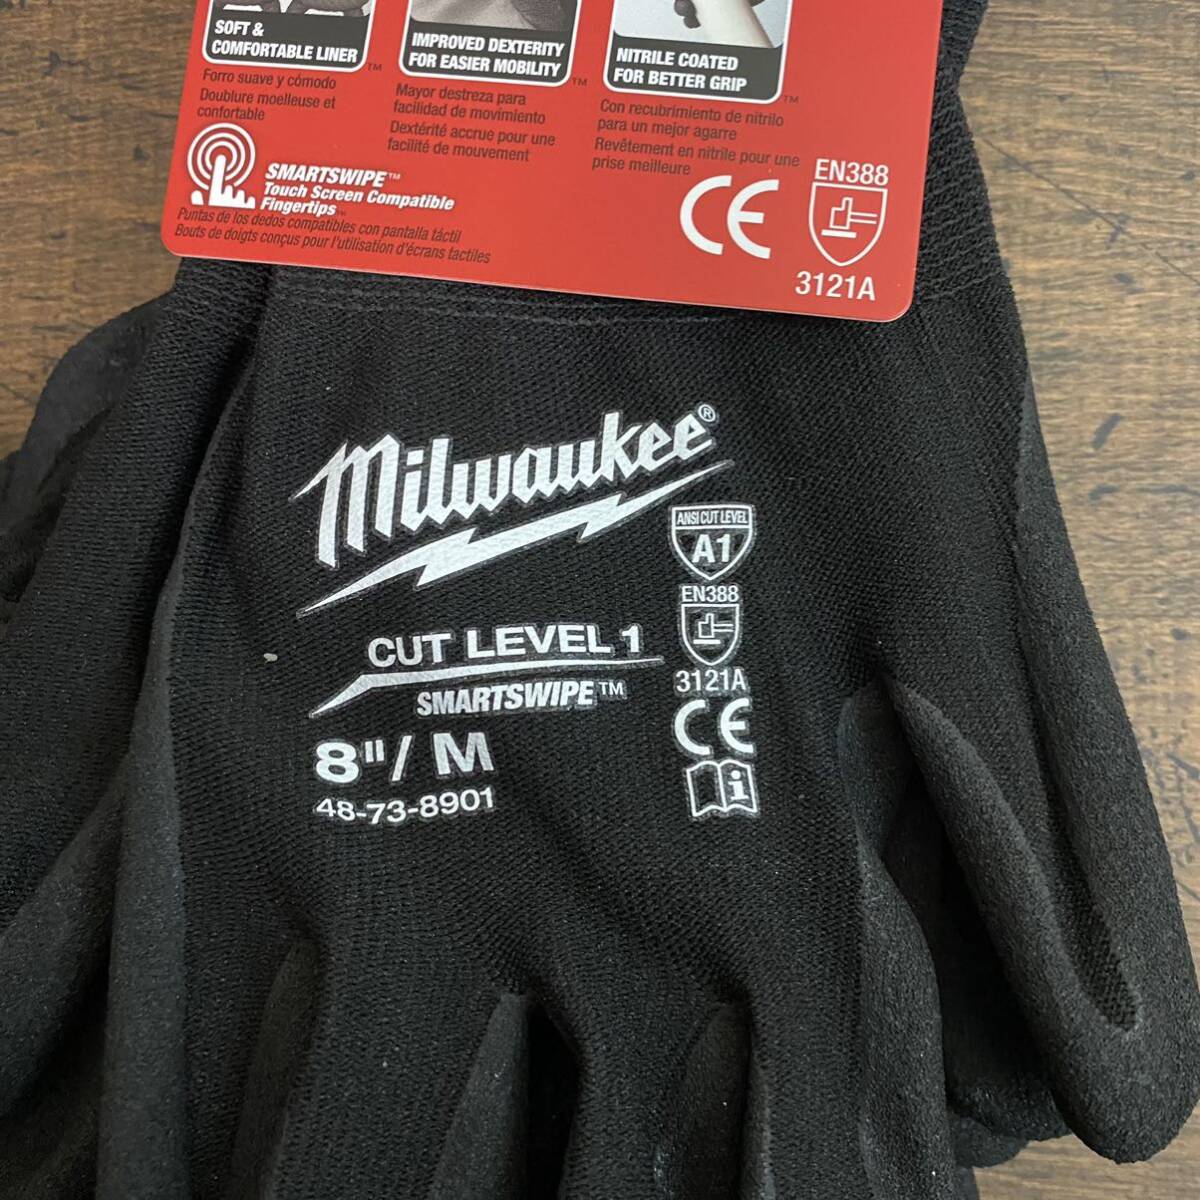 SOFT &
COMFORTABLE LINER™
Forro suave y cómodo
Doublure moelleuse et
confortable
IMPROVED DEXTERITY
FOR EASIER MOBILITY™
Mayor destreza para
facilidad de movimiento
Dextérité accrue pour une
facilité de mouvement
NITRILE COATED
FOR BETTER GRIP™
Con recubrimiento de nitrilo
para un mejor agarre
Revêtement en nitrile pour une
prise meilleure
SMARTSWIPE™
Touch Screen Compatible
Fingertips™
Puntas de los dedos compatibles con pantalla táctil
Bouts de doigts conçus pour l'utilisation d'écrans tactiles
CE
EN388
3121A
Milwaukee®
ANSI CUT LEVEL
A1
EN388
3121A
CE
i
CUT LEVEL 1
SMARTSWIPE™
8"/ M
48-73-8901